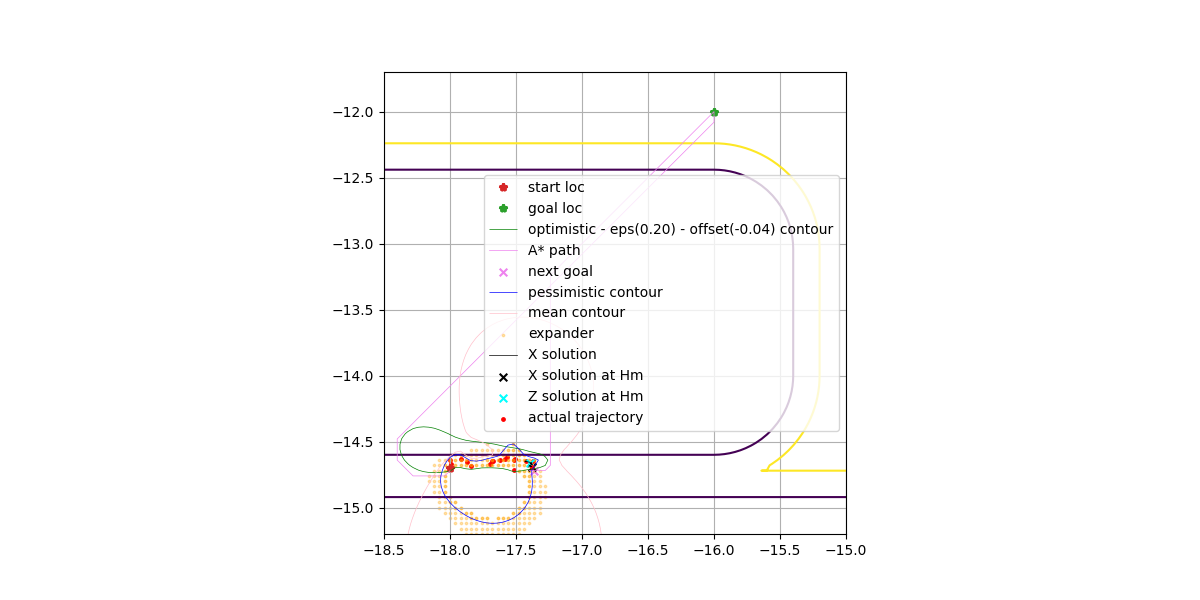 −12.0
−12.5
−13.0
−13.5
−14.0
−14.5
−15.0
start loc
goal loc
optimistic - eps(0.20) - offset(-0.04) contour
A* path
next goal
pessimistic contour
mean contour
expander
X solution
X solution at Hm
Z solution at Hm
actual trajectory
−18.5 −18.0 −17.5 −17.0 −16.5 −16.0 −15.5 −15.0